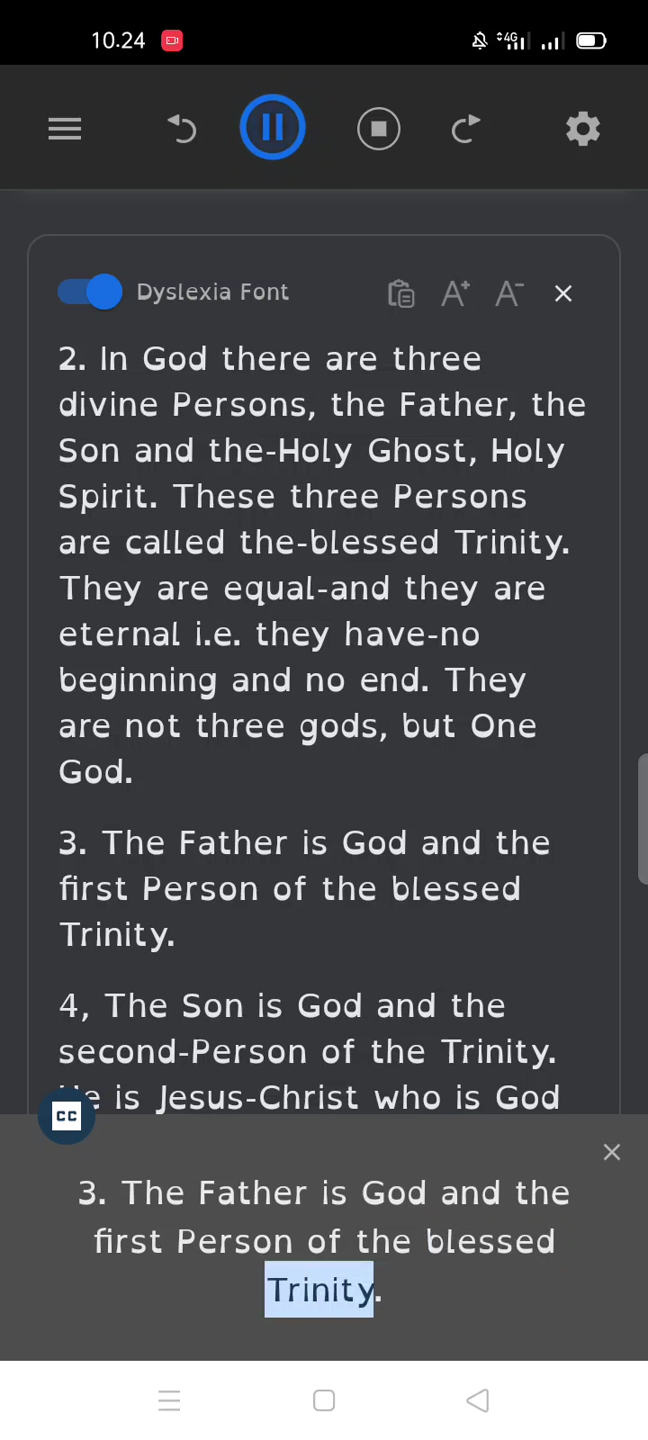 10.24
4G
Dyslexia Font
A+
A-
2. In God there are three
divine Persons, the Father, the
Son and the-Holy Ghost, Holy
Spirit. These three Persons
are called the-blessed Trinity.
They are equal-and they are
eternal i.e. they have-no
beginning and no end. They
are not three gods, but One
God.
3. The Father is God and the
first Person of the blessed
Trinity.
4, The Son is God and the
second-Person of the Trinity.
He is Jesus-Christ who is God
CC
3. The Father is God and the
first Person of the blessed
Trinity.